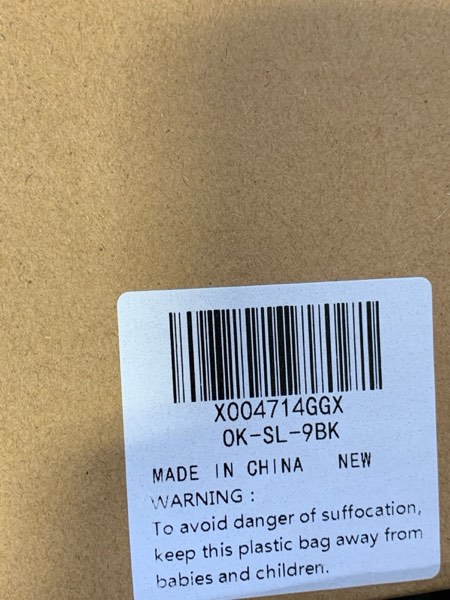 X004714GGX
OK-SL-9BK
MADE IN CHINA NEW
WARNING :
To avoid danger of suffocation,
keep this plastic bag away from
babies and children.